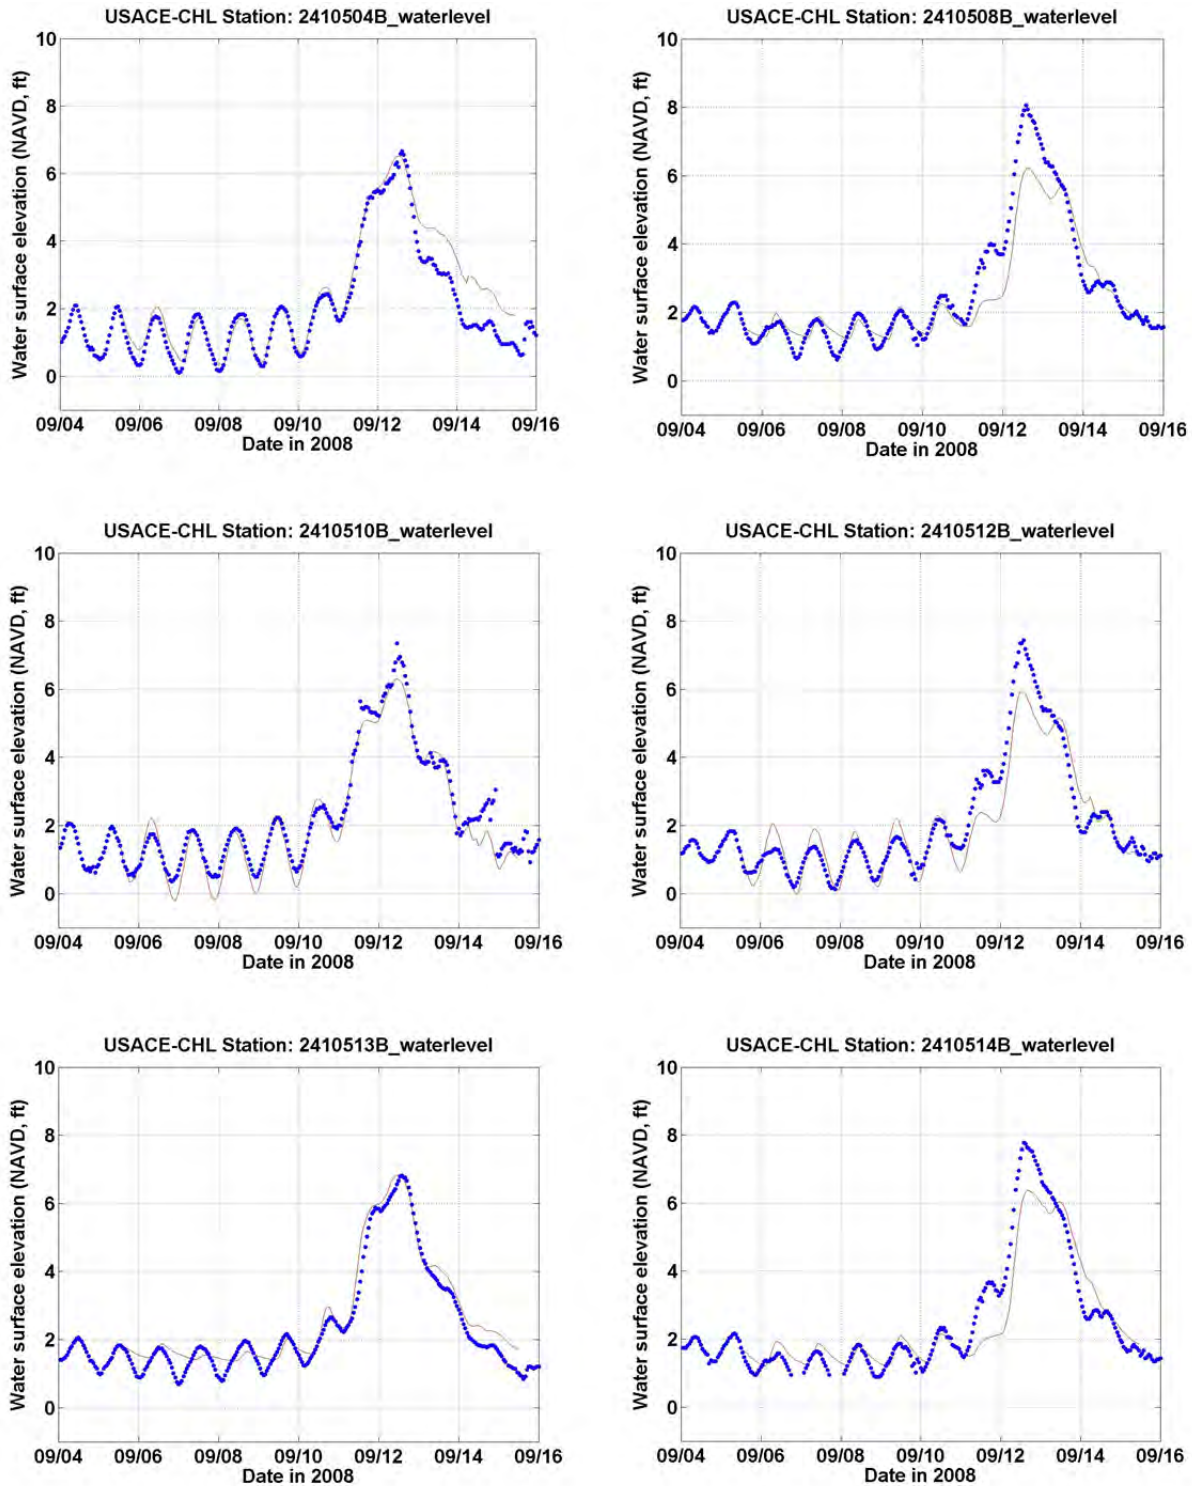 USACE-CHL Station: 2410504B_waterlevel
Water surface elevation (NAVD, ft)
10
8
6
4
2
0
09/04 09/06 09/08 09/10 09/12 09/14 09/16
Date in 2008
USACE-CHL Station: 2410508B_waterlevel
Water surface elevation (NAVD, ft)
10
8
6
4
2
0
09/04 09/06 09/08 09/10 09/12 09/14 09/16
Date in 2008
USACE-CHL Station: 2410510B_waterlevel
Water surface elevation (NAVD, ft)
10
8
6
4
2
0
09/04 09/06 09/08 09/10 09/12 09/14 09/16
Date in 2008
USACE-CHL Station: 2410512B_waterlevel
Water surface elevation (NAVD, ft)
10
8
6
4
2
0
09/04 09/06 09/08 09/10 09/12 09/14 09/16
Date in 2008
USACE-CHL Station: 2410513B_waterlevel
Water surface elevation (NAVD, ft)
10
8
6
4
2
0
09/04 09/06 09/08 09/10 09/12 09/14 09/16
Date in 2008
USACE-CHL Station: 2410514B_waterlevel
Water surface elevation (NAVD, ft)
10
8
6
4
2
0
09/04 09/06 09/08 09/10 09/12 09/14 09/16
Date in 2008